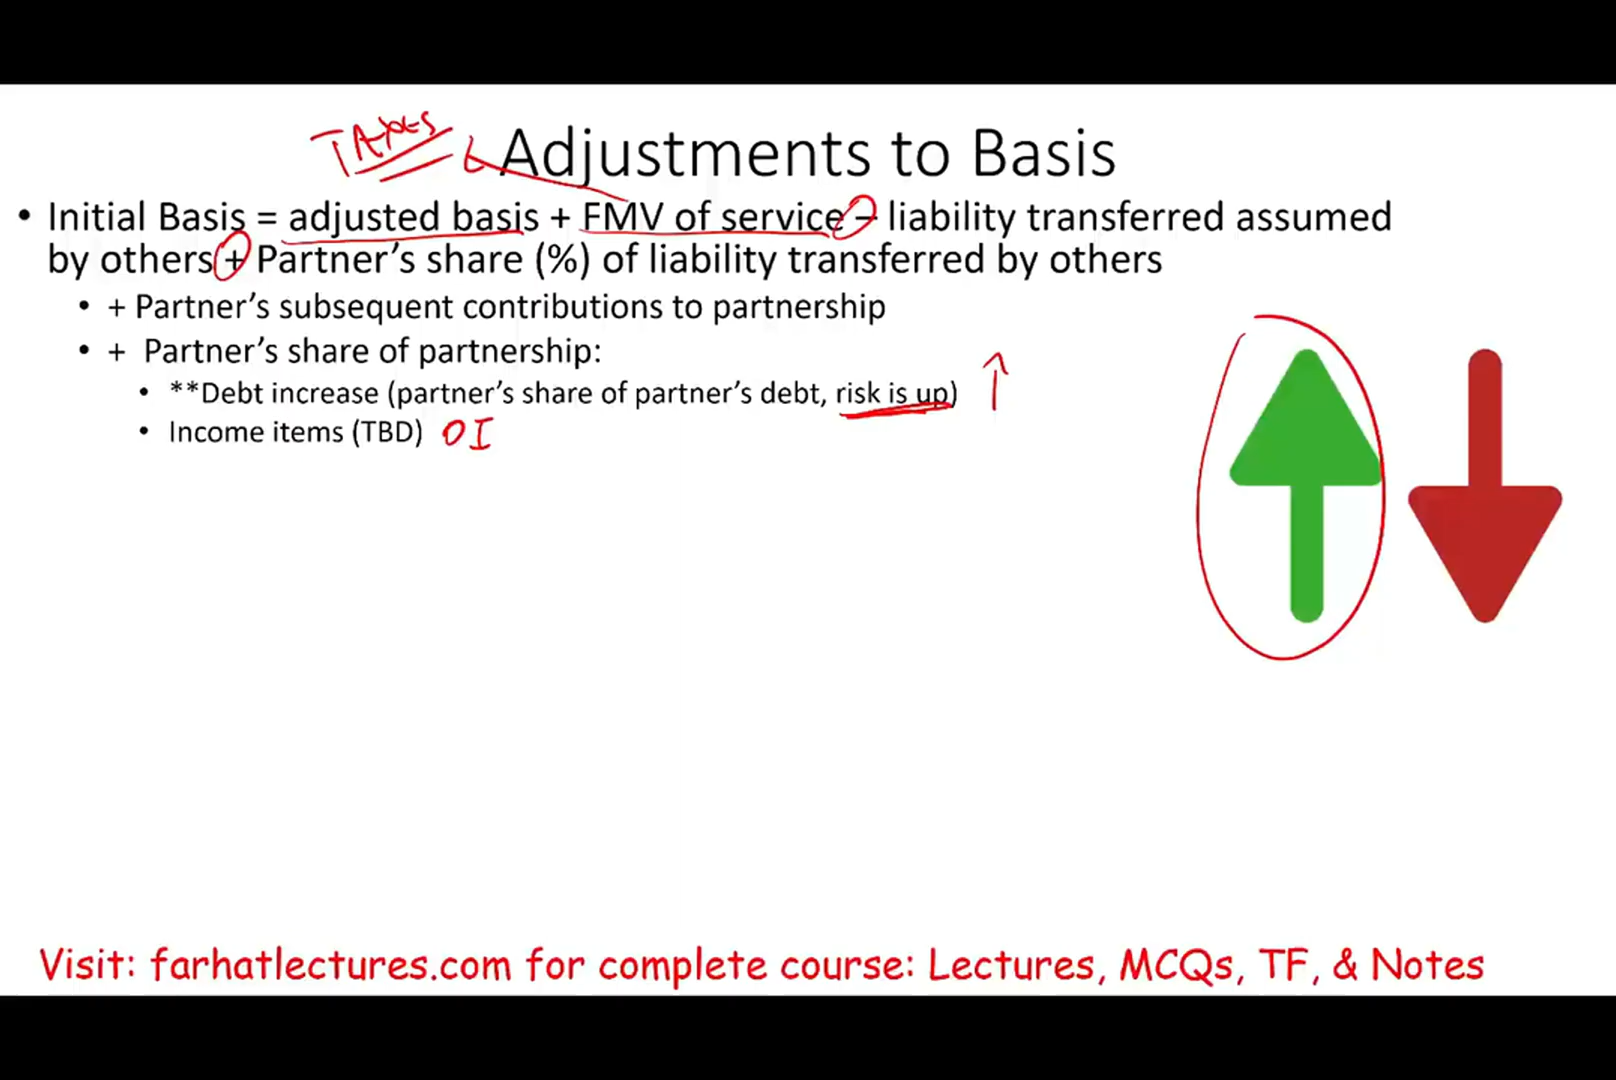 TAXES
Adjustments to Basis
• Initial Basis = adjusted basis + FMV of service – liability transferred assumed
by others + Partner's share (%) of liability transferred by others
• + Partner's subsequent contributions to partnership
• + Partner's share of partnership:
• **Debt increase (partner's share of partner's debt, risk is up)
• Income items (TBD) OI
Visit: farhatlectures.com for complete course: Lectures, MCQs, TF, & Notes